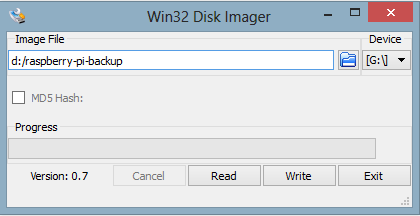 Win32 Disk Imager
Image File
Device
d:/raspberry-pi-backup
[G:\]
MD5 Hash:
Progress
Version: 0.7
Cancel
Read
Write
Exit